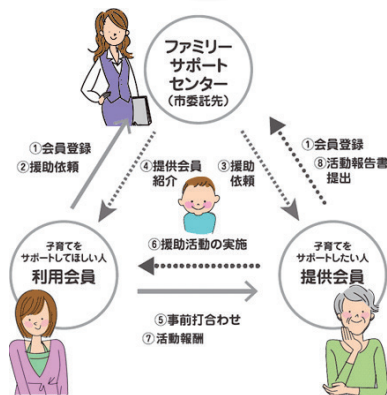 ファミリー
サポート
センター
(市委託先)
①会員登録
②援助依頼
④提供会員
紹介
③援助
依頼
①会員登録
⑧活動報告書
提出
子育てを
サポートしてほしい人
利用会員
⑥援助活動の実施
子育てを
サポートしたい人
提供会員
⑤事前打合わせ
⑦活動報酬